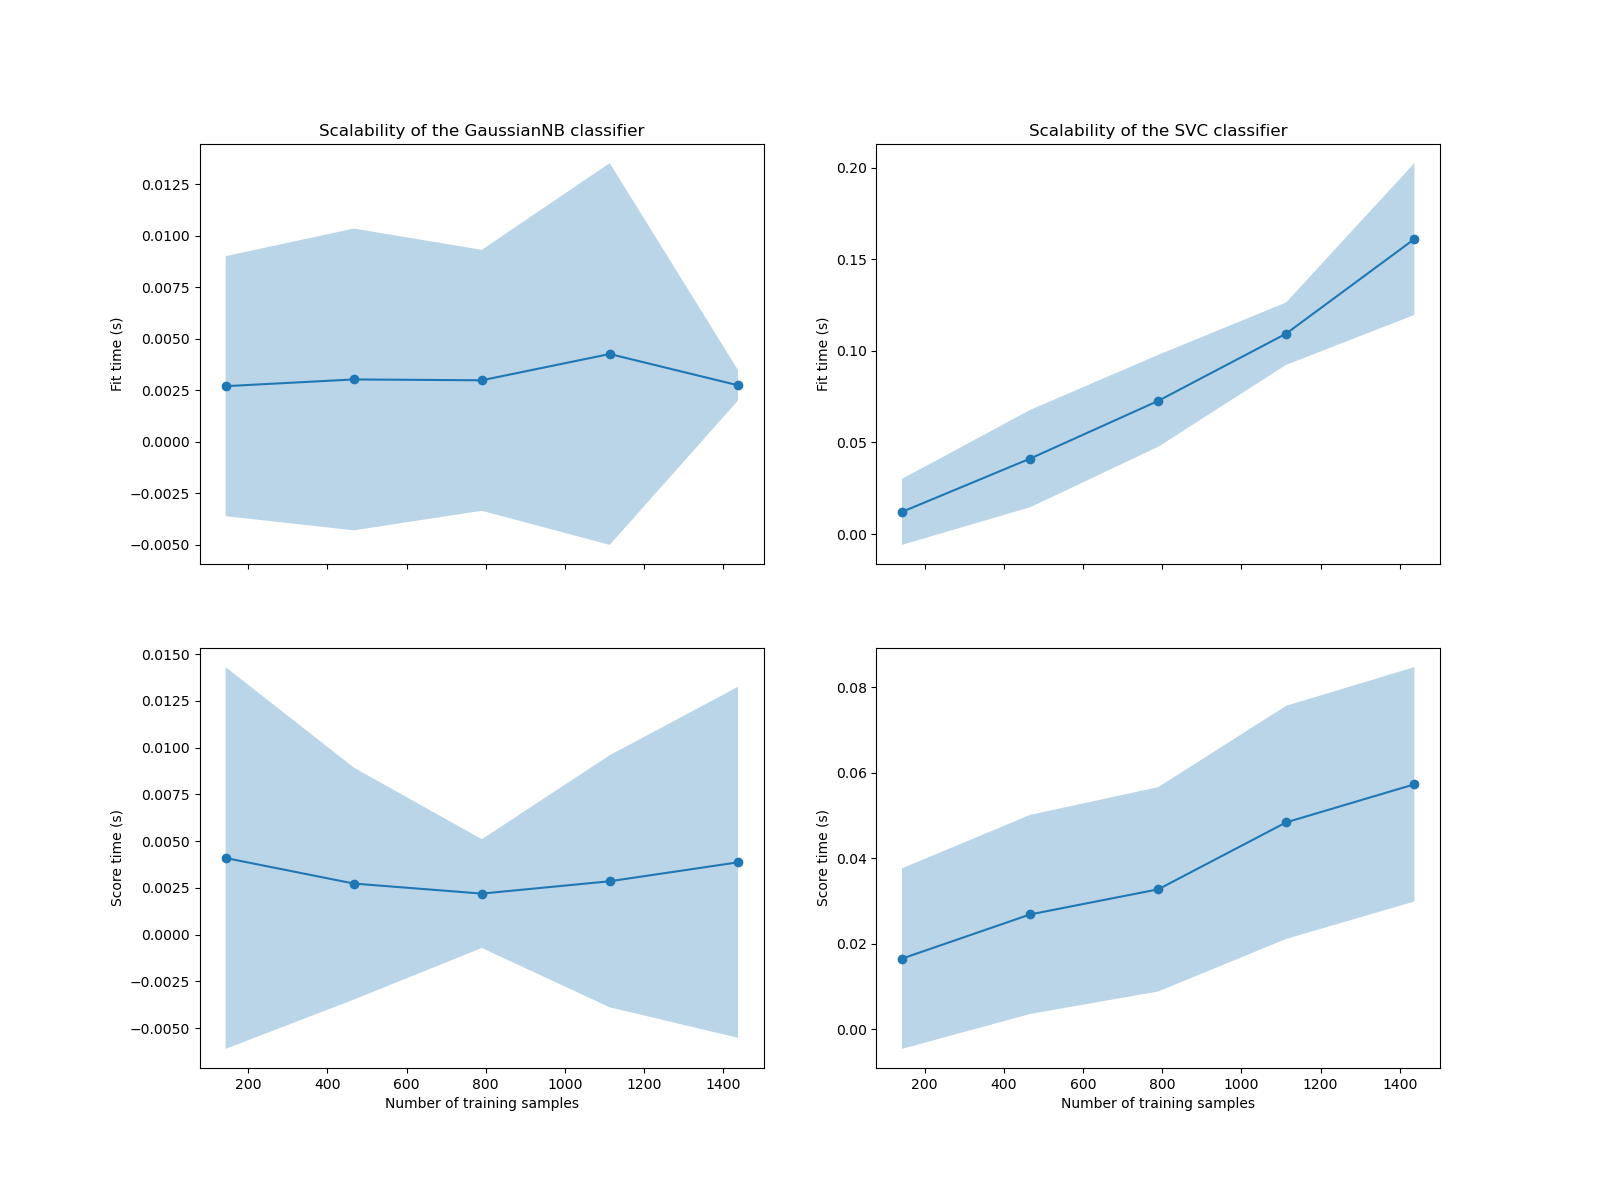 Scalability of the GaussianNB classifier
Fit time (s)
0.0125
0.0100
0.0075
0.0050
0.0025
0.0000
−0.0025
−0.0050
Scalability of the SVC classifier
Fit time (s)
0.20
0.15
0.10
0.05
0.00
Score time (s)
0.0150
0.0125
0.0100
0.0075
0.0050
0.0025
0.0000
−0.0025
−0.0050
200 400 600 800 1000 1200 1400
Number of training samples
Score time (s)
0.08
0.06
0.04
0.02
0.00
200 400 600 800 1000 1200 1400
Number of training samples